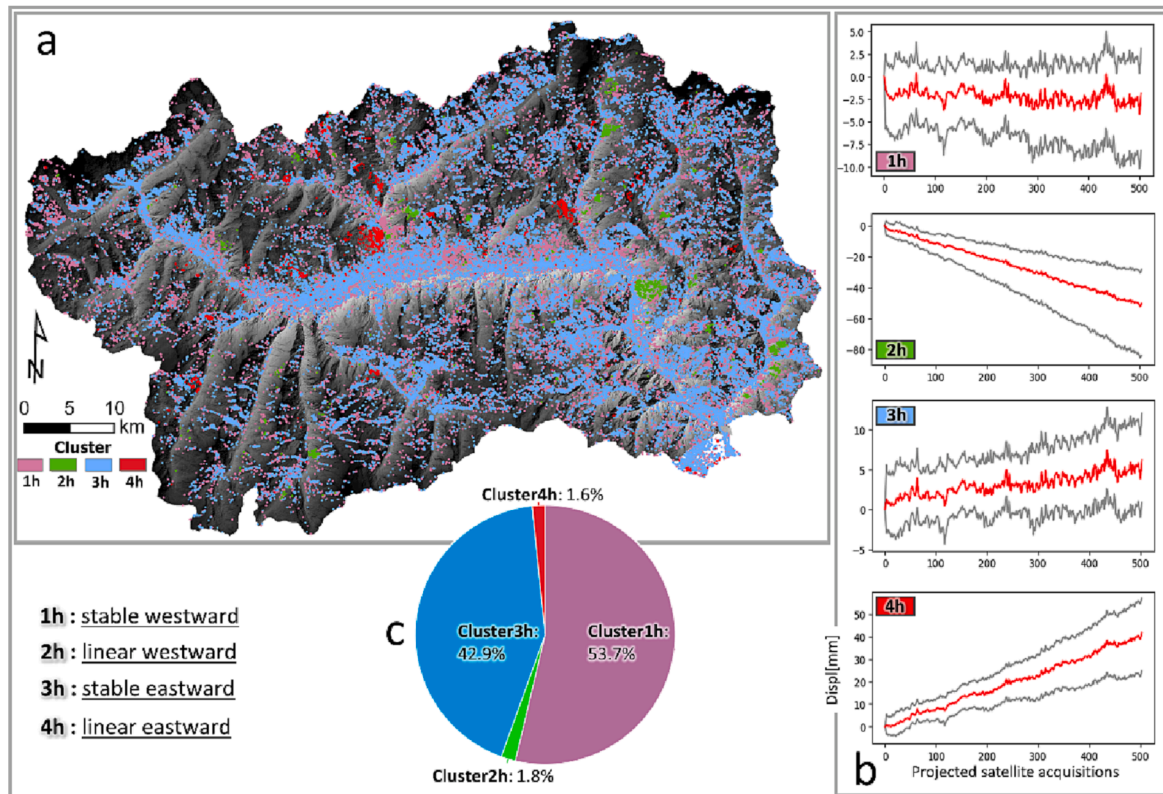 a
N
0 5 10
km
Cluster
1h 2h 3h 4h
1h : stable westward
2h : linear westward
3h : stable eastward
4h : linear eastward
c
Cluster4h: 1.6%
Cluster3h:
42.9%
Cluster1h:
53.7%
Cluster2h: 1.8%
5.0
2.5
0.0
−2.5
−5.0
−7.5
−10.0
1h
0 100 200 300 400 500
0
−20
−40
−60
−80
2h
0 100 200 300 400 500
3h
10
5
0
−5
0 100 200 300 400 500
4h
50
40
30
20
10
0
Displ[mm]
0 100 200 300 400 500
Projected satellite acquisitions
b